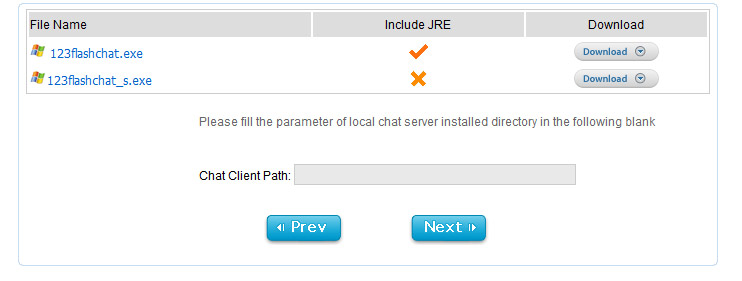 File Name Include JRE Download
123flashchat.exe Download
123flashchat_s.exe Download
Please fill the parameter of local chat server installed directory in the following blank
Chat Client Path:
Prev Next